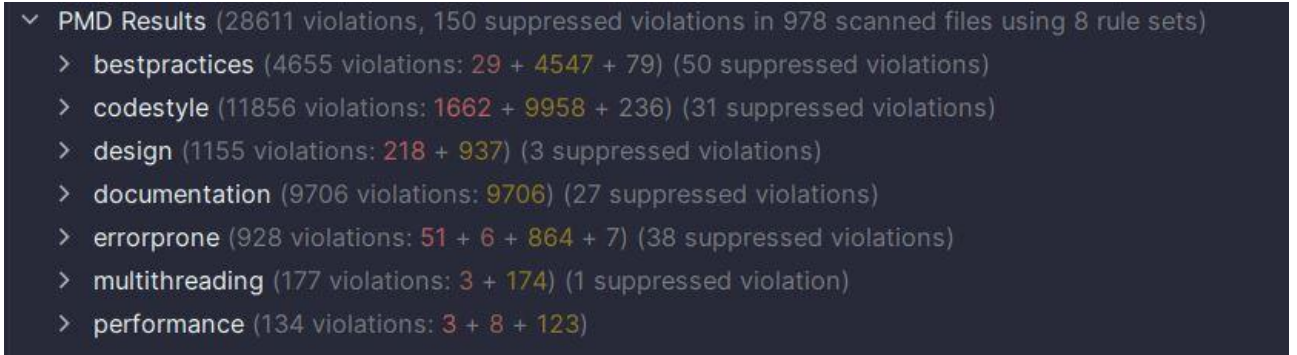 PMD Results (28611 violations, 150 suppressed violations in 978 scanned files using 8 rule sets)
bestpractices (4655 violations: 29 + 4547 + 79) (50 suppressed violations)
codestyle (11856 violations: 1662 + 9958 + 236) (31 suppressed violations)
design (1155 violations: 218 + 937) (3 suppressed violations)
documentation (9706 violations: 9706) (27 suppressed violations)
errorprone (928 violations: 51 + 6 + 864 + 7) (38 suppressed violations)
multithreading (177 violations: 3 + 174) (1 suppressed violation)
performance (134 violations: 3 + 8 + 123)